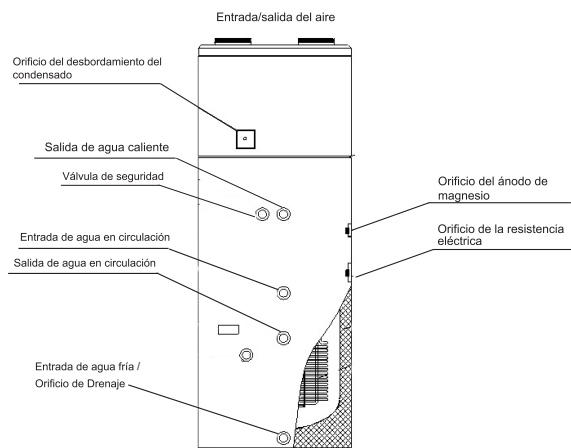 Entrada/salida del aire
Orificio del desbordamiento del
condensado
Salida de agua caliente
Válvula de seguridad
Orificio del ánodo de
magnesio
Orificio de la resistencia
eléctrica
Entrada de agua en circulación
Salida de agua en circulación
Entrada de agua fría /
Orificio de Drenaje